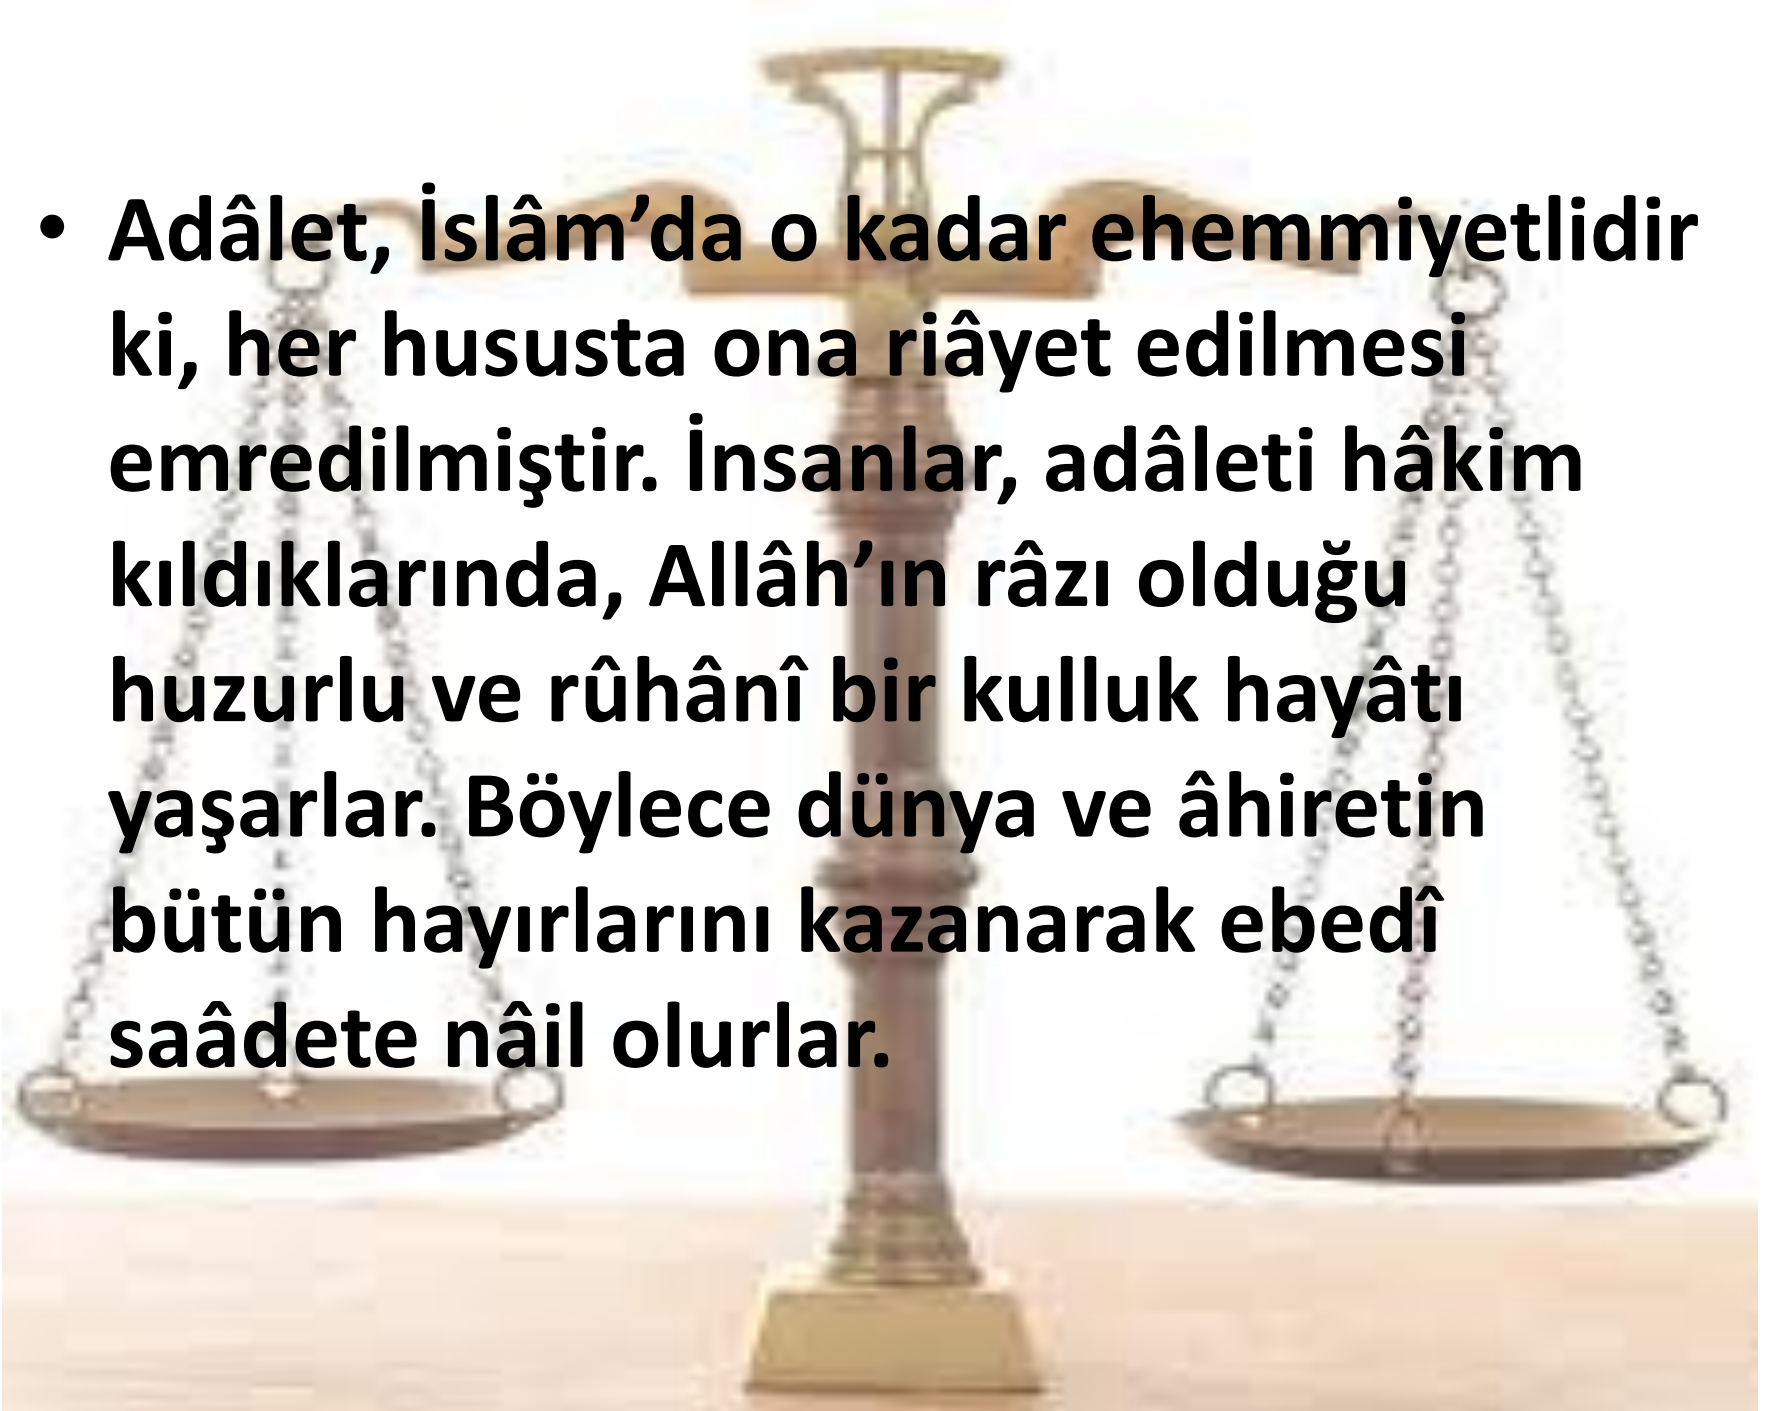 • Adâlet, İslâm’da o kadar ehemmiyetlidir
ki, her hususta ona riâyet edilmesi
emredilmiştir. İnsanlar, adâleti hâkim
kıldıklarında, Allâh’ın râzı olduğu
huzurlu ve rûhânî bir kulluk hayâtı
yaşarlar. Böylece dünya ve âhiretin
bütün hayırlarını kazanarak ebedî
saâdete nâil olurlar.